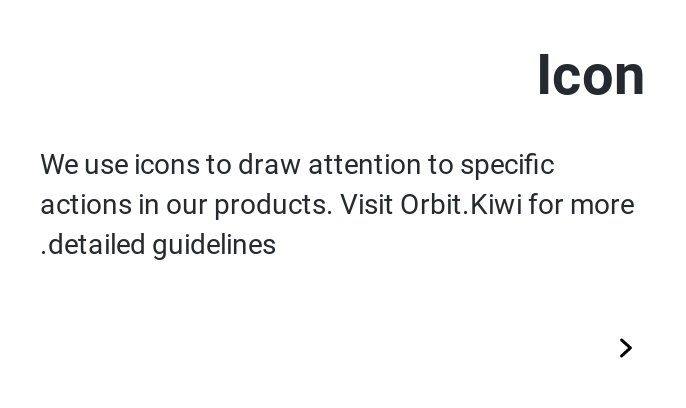 Icon
We use icons to draw attention to specific
actions in our products. Visit Orbit.Kiwi for more
.detailed guidelines